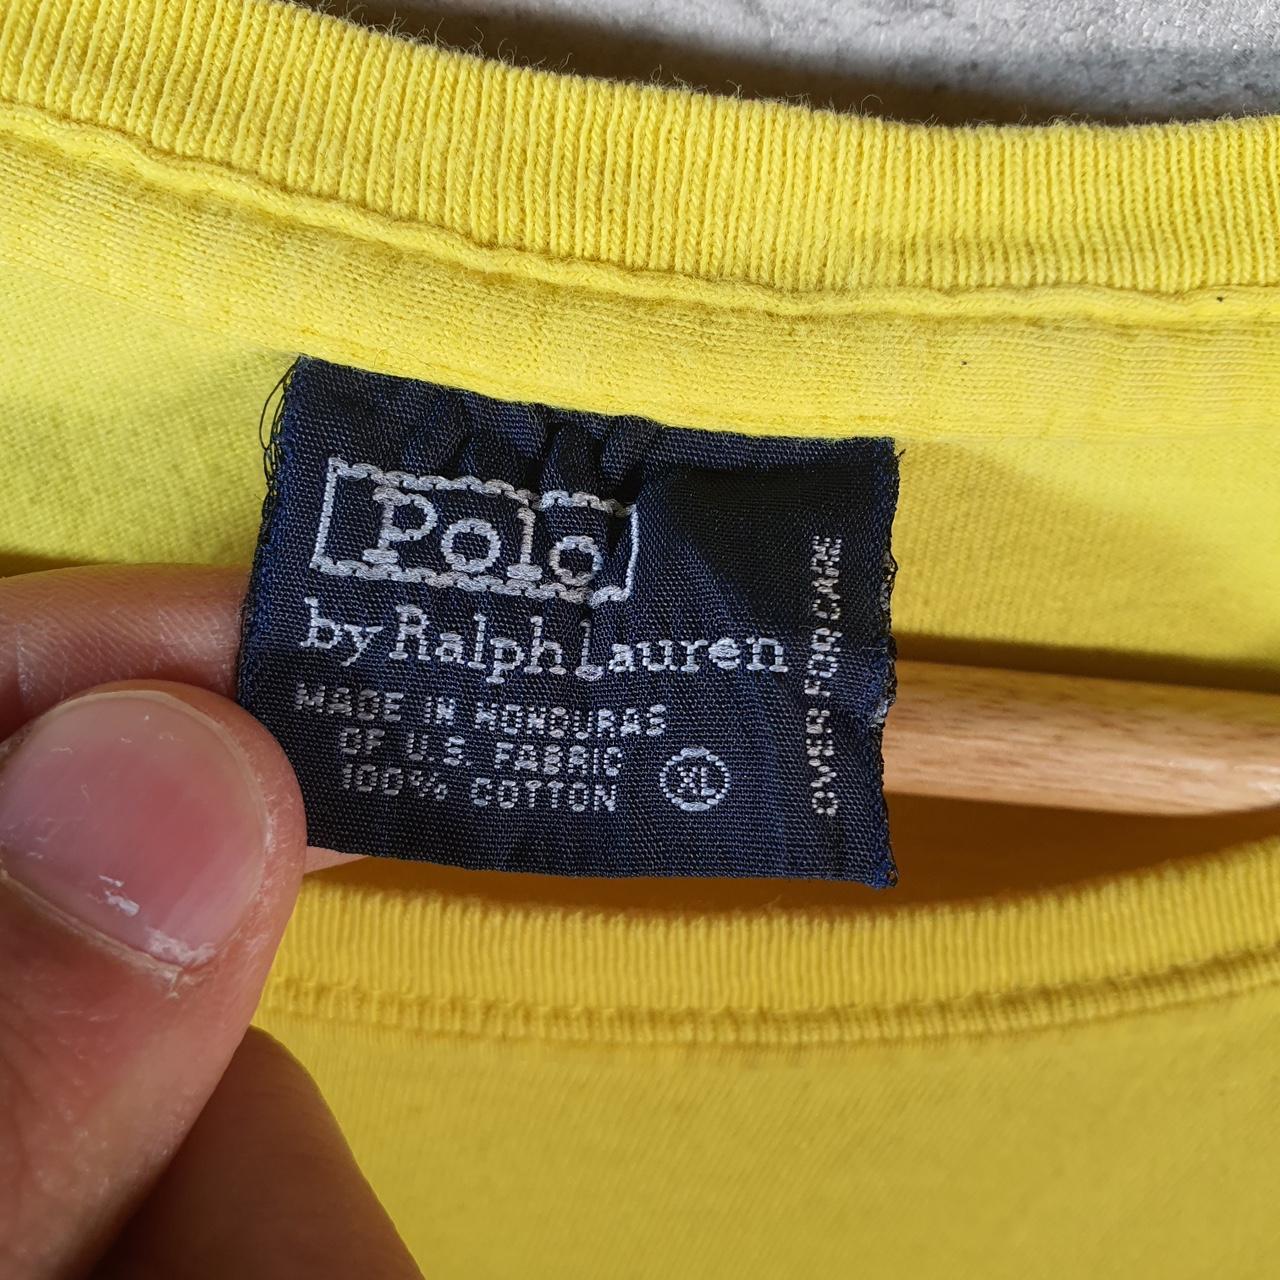 Polo
by Ralph Lauren
MADE IN HONDURAS
OF U.S. FABRIC
100% COTTON
XL
OVER FOR CARE